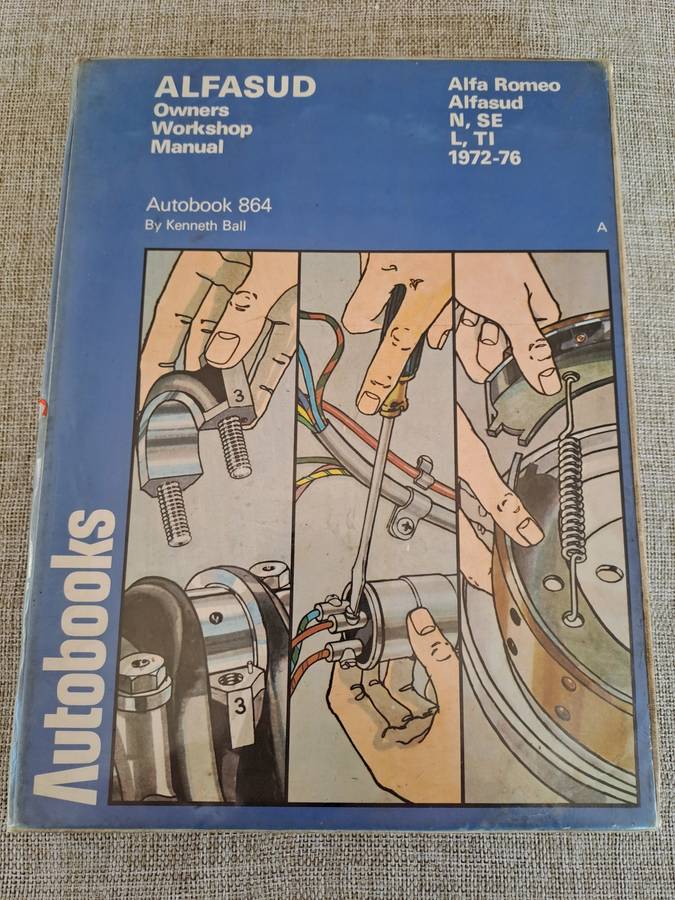 ALFASUD
Owners
Workshop
Manual
Alfa Romeo
Alfasud
N, SE
L, TI
1972-76
Autobook 864
By Kenneth Ball
A
3
3
Autobooks